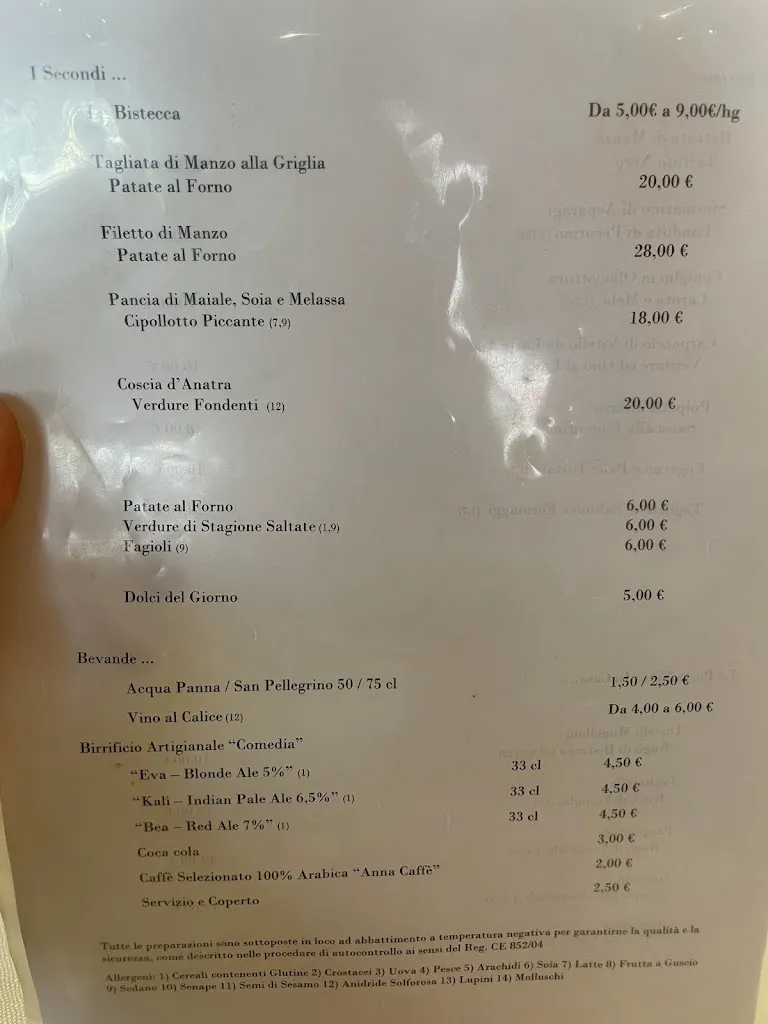 I Secondi ...
La Bistecca Da 5,00€ a 9,00€/hg
Tagliata di Manzo alla Griglia
Patate al Forno 20,00 €
Filetto di Manzo
Patate al Forno 28,00 €
Pancia di Maiale, Soia e Melassa
Cipollotto Piccante (7,9) 18,00 €
Coscia d'Anatra
Verdure Fondenti (12) 20,00 €
Patate al Forno 6,00 €
Verdure di Stagione Saltate (1,9) 6,00 €
Fagioli (9) 6,00 €
Dolci del Giorno 5,00 €
Bevande ...
Acqua Panna / San Pellegrino 50 / 75 cl 1,50 / 2,50 €
Vino al Calice (12) Da 4,00 a 6,00 €
Birrificio Artigianale “Comedia”
“Eva – Blonde Ale 5%” (1) 33 cl 4,50 €
“Kali – Indian Pale Ale 6,5%” (1) 33 cl 4,50 €
“Bea – Red Ale 7%” (1) 33 cl 4,50 €
Coca cola 3,00 €
Caffè Selezionato 100% Arabica “Anna Caffè” 2,00 €
Servizio e Coperto 2,50 €
Tutte le preparazioni sono sottoposte in loco ad abbattimento a temperatura negativa per garantirne la qualità e la
sicurezza, come descritto nelle procedure di autocontrollo ai sensi del Reg. CE 852/04
Allergeni: 1) Cereali contenenti Glutine 2) Crostacei 3) Uova 4) Pesce 5) Arachidi 6) Soia 7) Latte 8) Frutta a Guscio
9) Sedano 10) Senape 11) Semi di Sesamo 12) Anidride Solforosa 13) Lupini 14) Molluschi